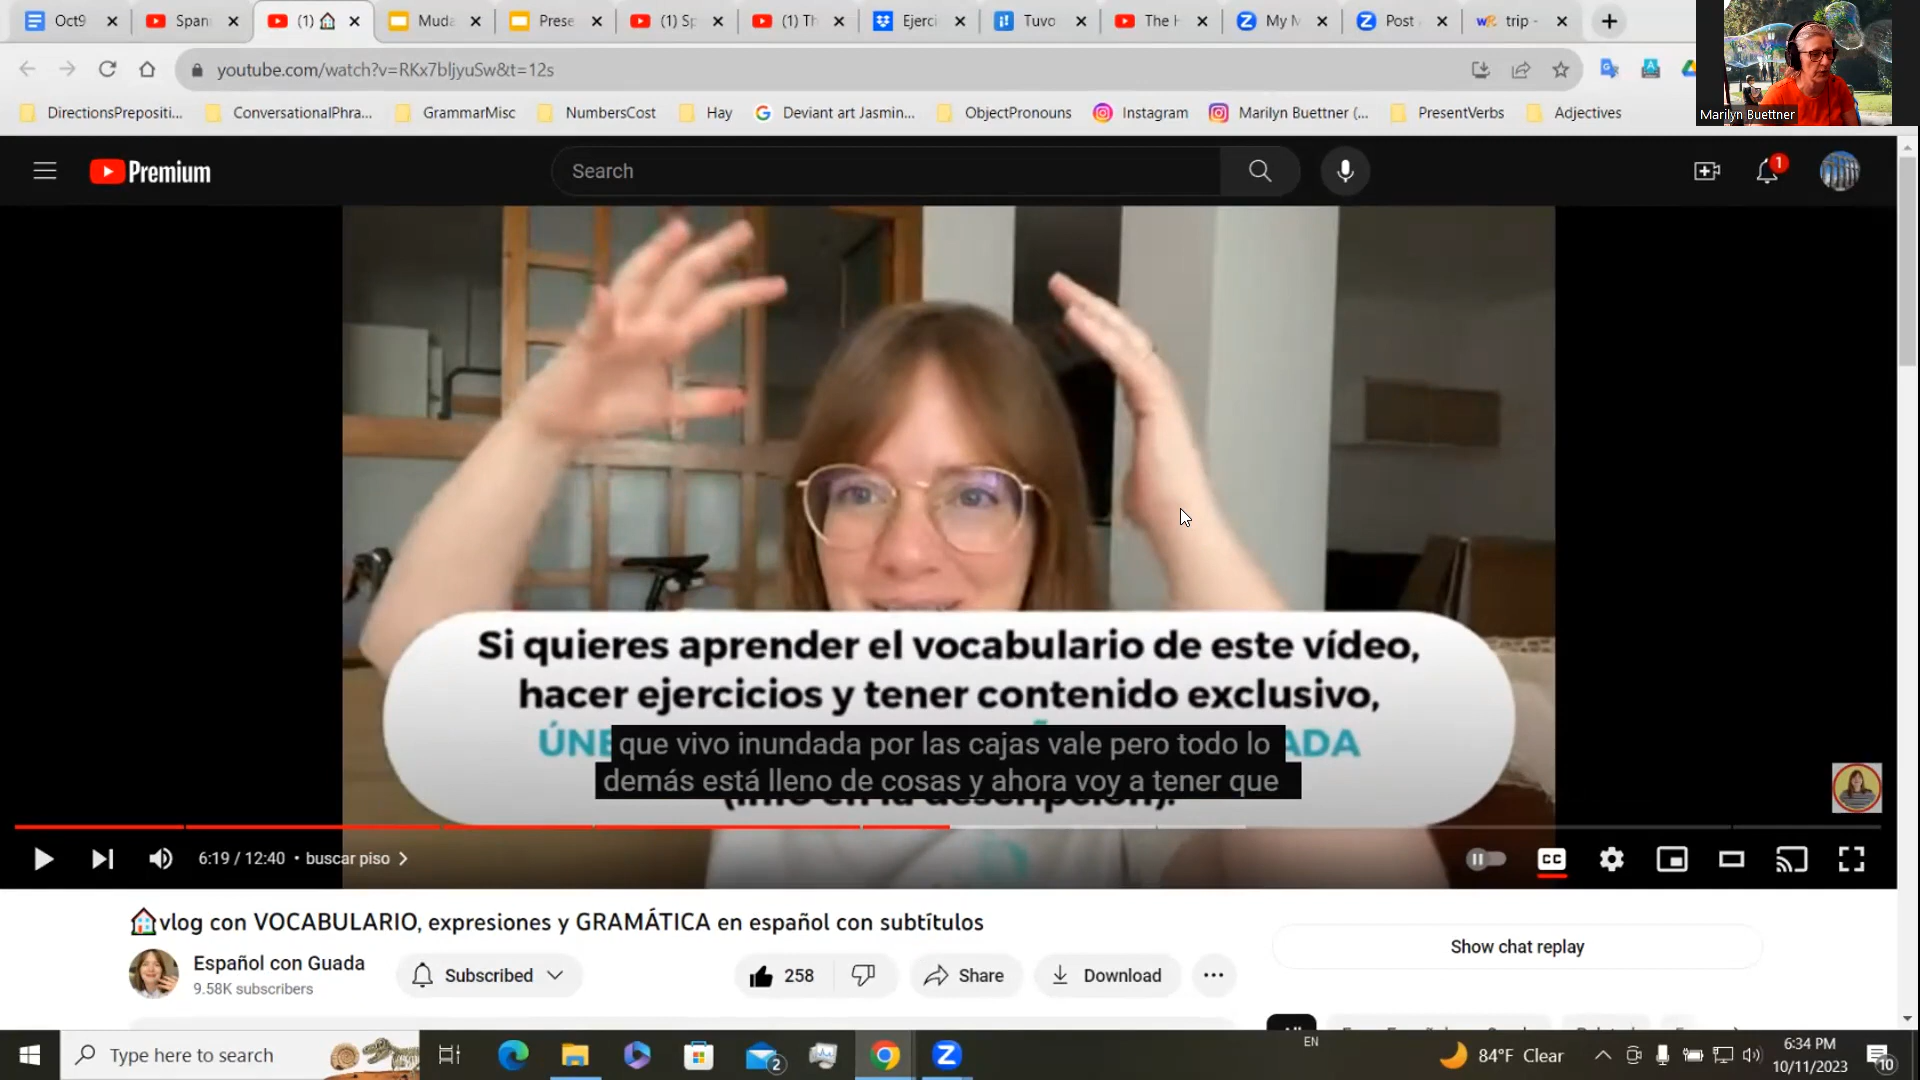 Oct9
Span
(1)
Muda
Prese
(1) Sp
(1) Th
Ejerci
Tuvo
The H
My M
Post
trip -
youtube.com/watch?v=RKx7bljyuSw&t=12s
DirectionsPrepositi...
ConversationalPhra...
GrammarMisc
NumbersCost
Hay
Deviant art Jasmin...
ObjectPronouns
Instagram
Marilyn Buettner (...
PresentVerbs
Adjectives
Marilyn Buettner
Premium
Search
1
Si quieres aprender el vocabulario de este vídeo,
hacer ejercicios y tener contenido exclusivo,
que vivo inundada por las cajas vale pero todo lo
demás está lleno de cosas y ahora voy a tener que
6:19 / 12:40 • buscar piso
CC
vlog con VOCABULARIO, expresiones y GRAMÁTICA en español con subtítulos
Español con Guada
9.58K subscribers
Subscribed
258
Share
Download
Show chat replay
Type here to search
2
EN
84°F Clear
6:34 PM
10/11/2023
10